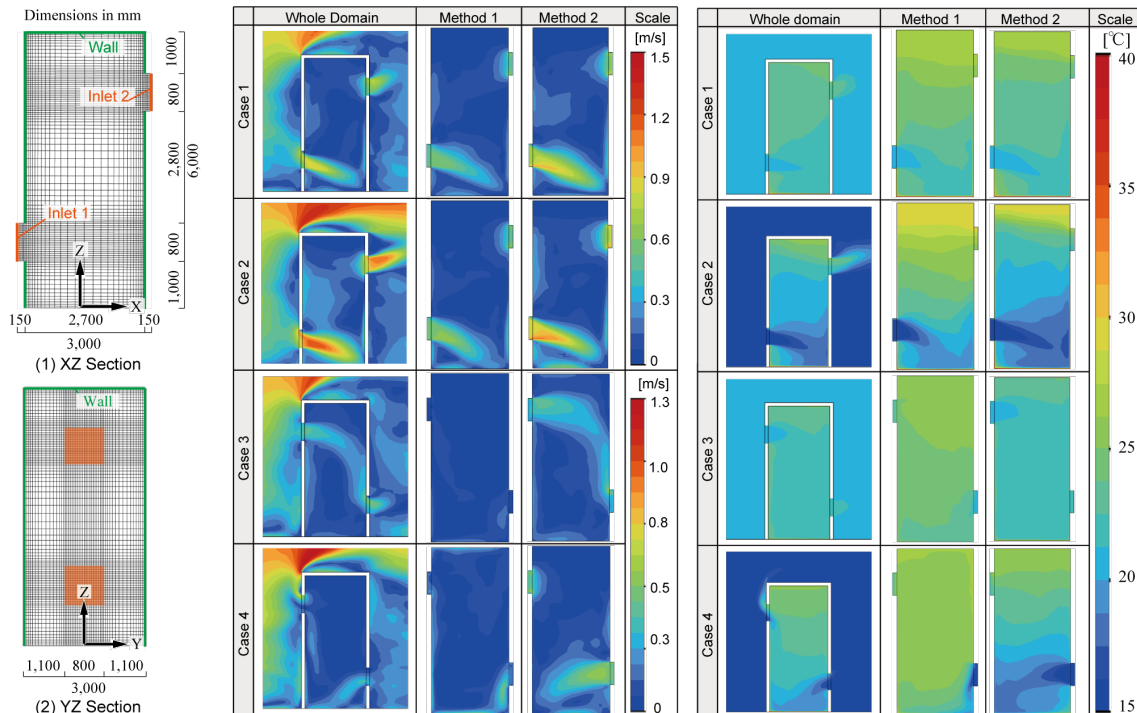 Dimensions in mm
Wall
Inlet 2
Inlet 1
Z
X
1000
800
2,800
6,000
800
1,000
150
2,700
150
3,000
(1) XZ Section
Wall
Z
Y
1,100
800
1,100
3,000
(2) YZ Section
Whole Domain
Method 1
Method 2
Scale
Case 1
Case 2
Case 3
Case 4
[m/s]
1.5
1.2
0.9
0.6
0.3
0
[m/s]
1.3
1.0
0.8
0.5
0.3
0
Whole domain
Method 1
Method 2
Scale
Case 1
Case 2
Case 3
Case 4
[℃]
40
35
30
25
20
15